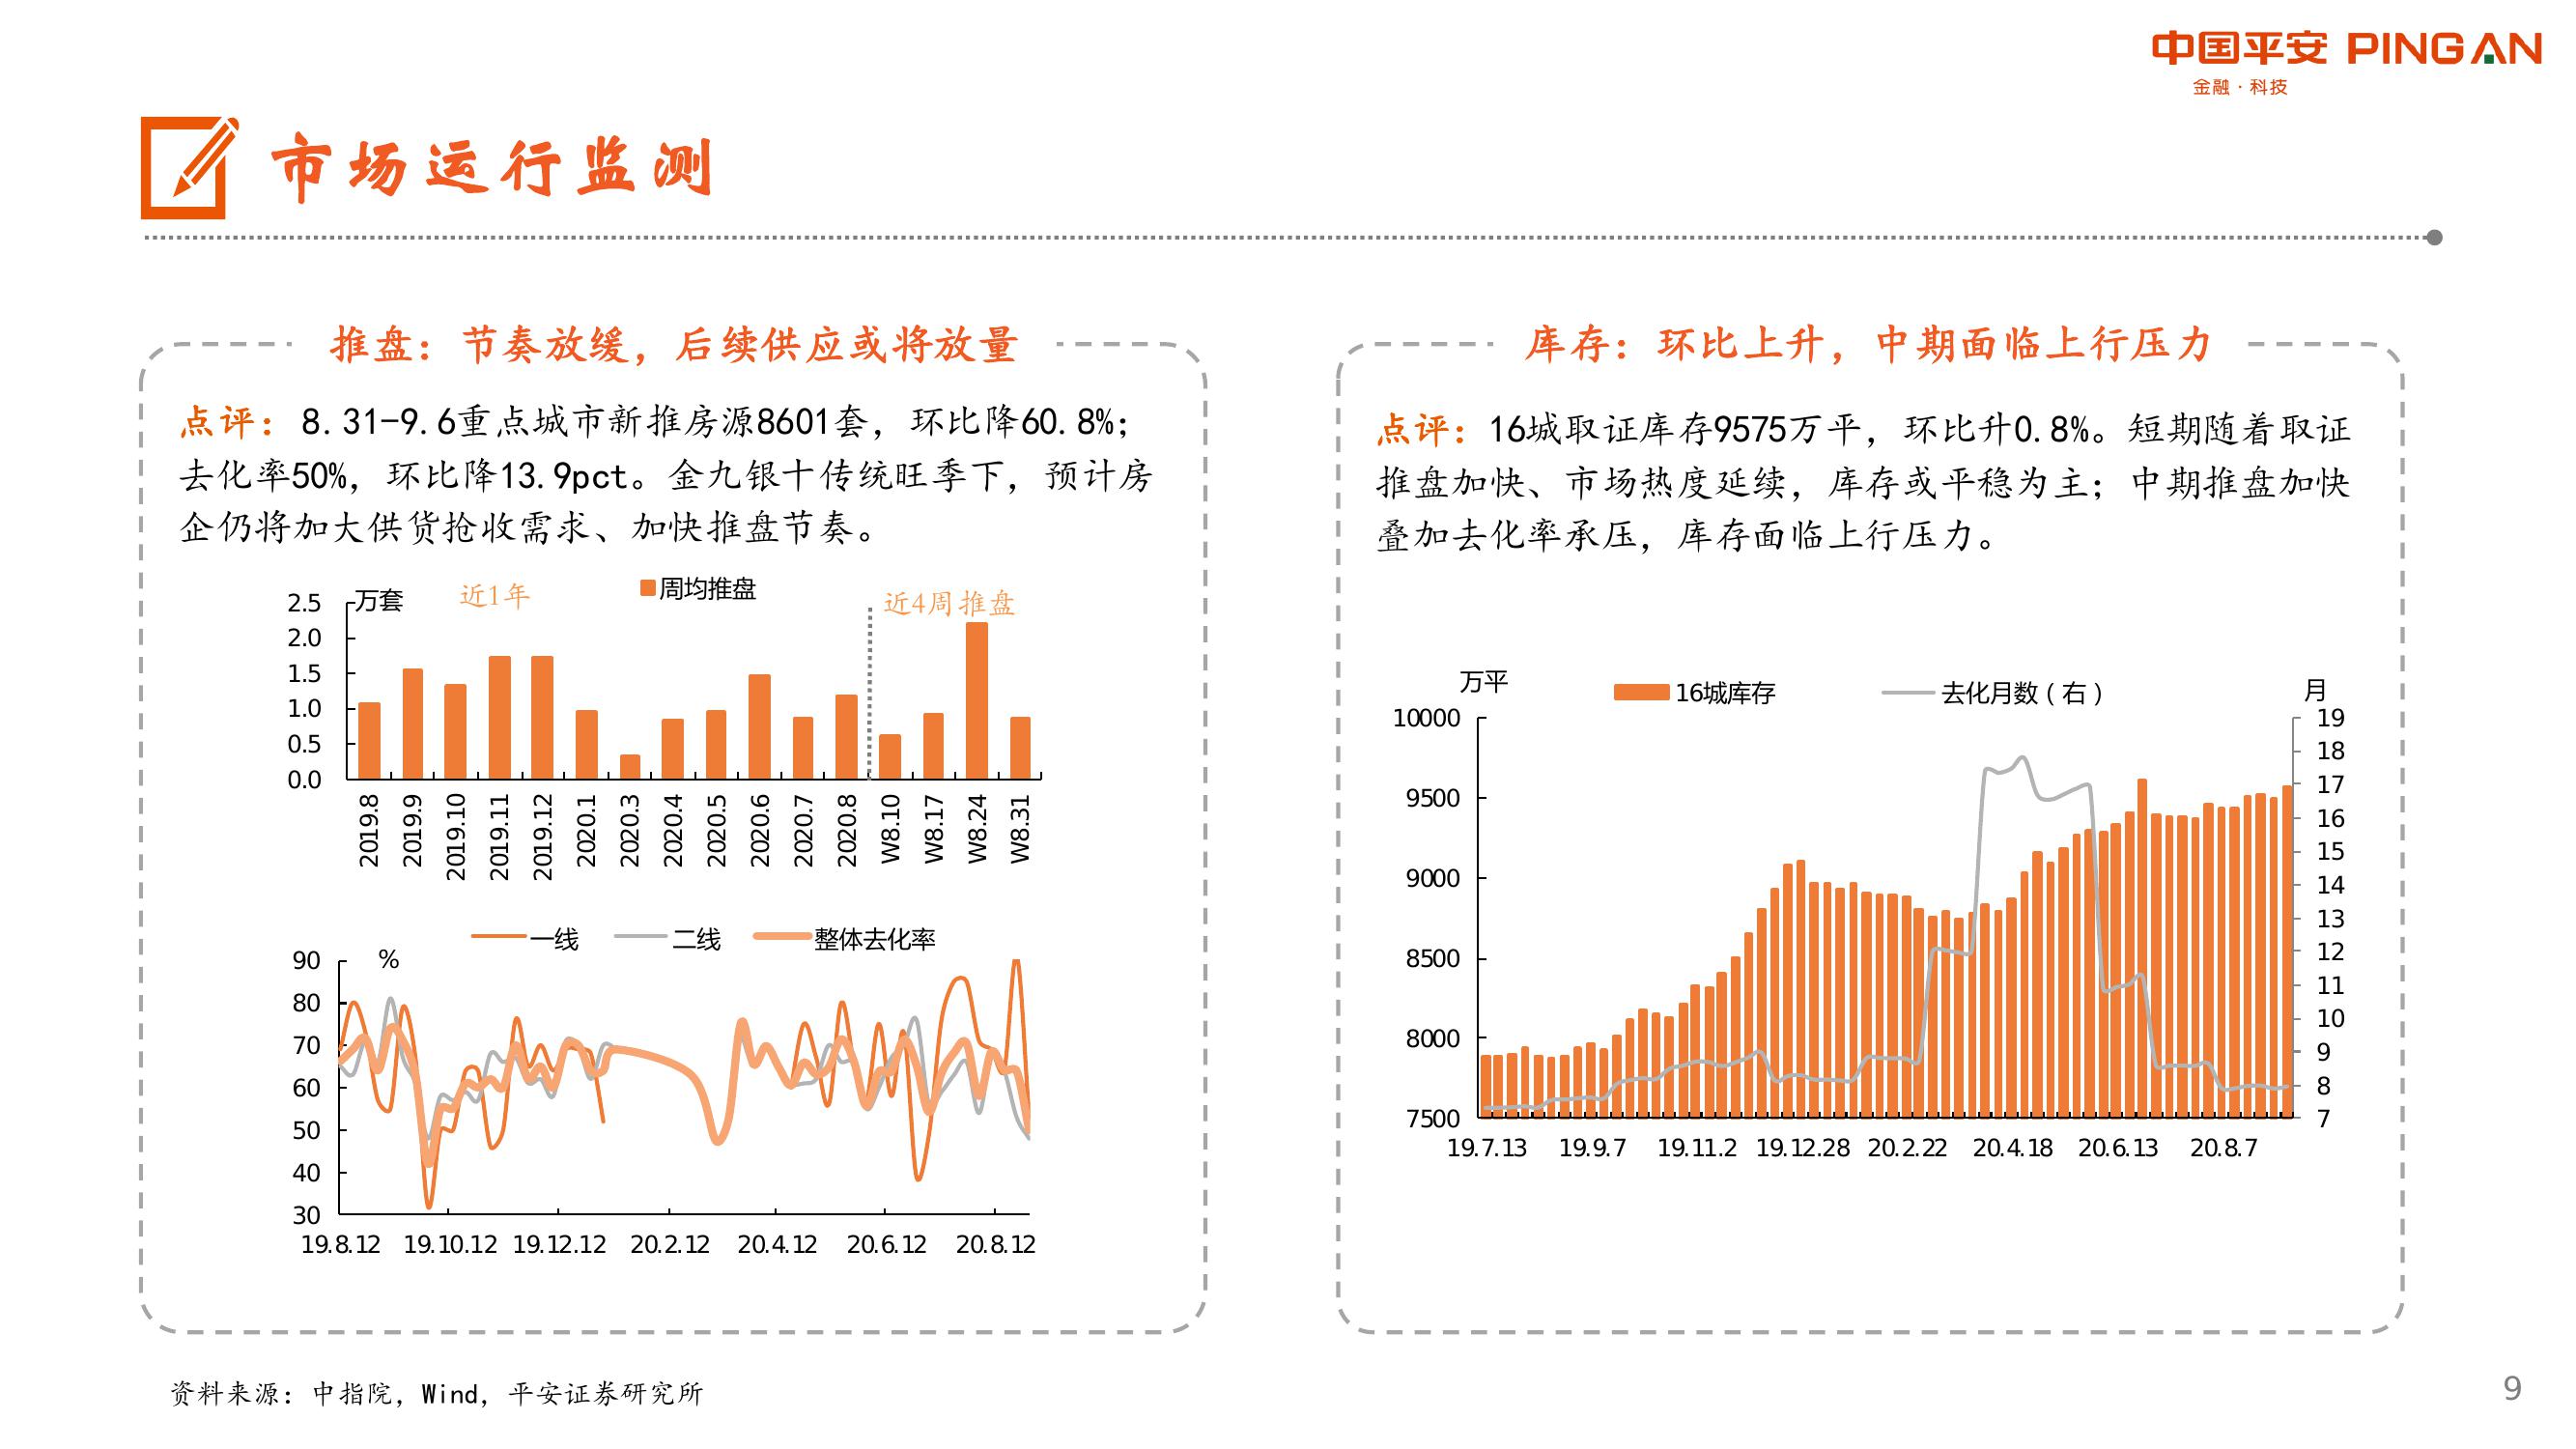 中国平安 PINGAN
金融·科技
市场运行监测
推盘：节奏放缓，后续供应或将放量
点评：8.31-9.6重点城市新推房源8601套，环比降60.8%；
去化率50%，环比降13.9pct。金九银十传统旺季下，预计房
企仍将加大供货抢收需求、加快推盘节奏。
万套
近1年
周均推盘
近4周推盘
2.5
2.0
1.5
1.0
0.5
0.0
2019.8
2019.9
2019.10
2019.11
2019.12
2020.1
2020.3
2020.4
2020.5
2020.6
2020.7
2020.8
W8.10
W8.17
W8.24
W8.31
一线
二线
整体去化率
%
90
80
70
60
50
40
30
19.8.12 19.10.12 19.12.12 20.2.12 20.4.12 20.6.12 20.8.12
库存：环比上升，中期面临上行压力
点评：16城取证库存9575万平，环比升0.8%。短期随着取证
推盘加快、市场热度延续，库存或平稳为主；中期推盘加快
叠加去化率承压，库存面临上行压力。
万平
16城库存
去化月数（右）
月
10000
9500
9000
8500
8000
7500
19
18
17
16
15
14
13
12
11
10
9
8
7
19.7.13 19.9.7 19.11.2 19.12.28 20.2.22 20.4.18 20.6.13 20.8.7
资料来源：中指院，Wind，平安证券研究所
9